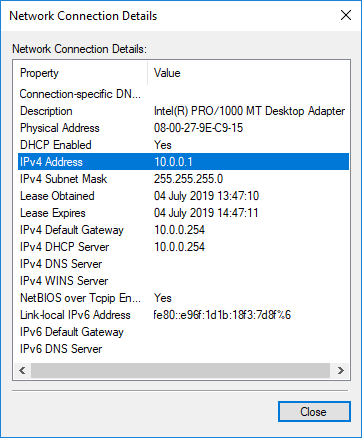 Network Connection Details
Network Connection Details:
Property Value
Connection-specific DN...
Description Intel(R) PRO/1000 MT Desktop Adapter
Physical Address 08-00-27-9E-C9-15
DHCP Enabled Yes
IPv4 Address 10.0.0.1
IPv4 Subnet Mask 255.255.255.0
Lease Obtained 04 July 2019 13:47:10
Lease Expires 04 July 2019 14:47:11
IPv4 Default Gateway 10.0.0.254
IPv4 DHCP Server 10.0.0.254
IPv4 DNS Server
IPv4 WINS Server
NetBIOS over Tcpip En... Yes
Link-local IPv6 Address fe80::e96f:1d1b:18f3:7d8f%6
IPv6 Default Gateway
IPv6 DNS Server
Close